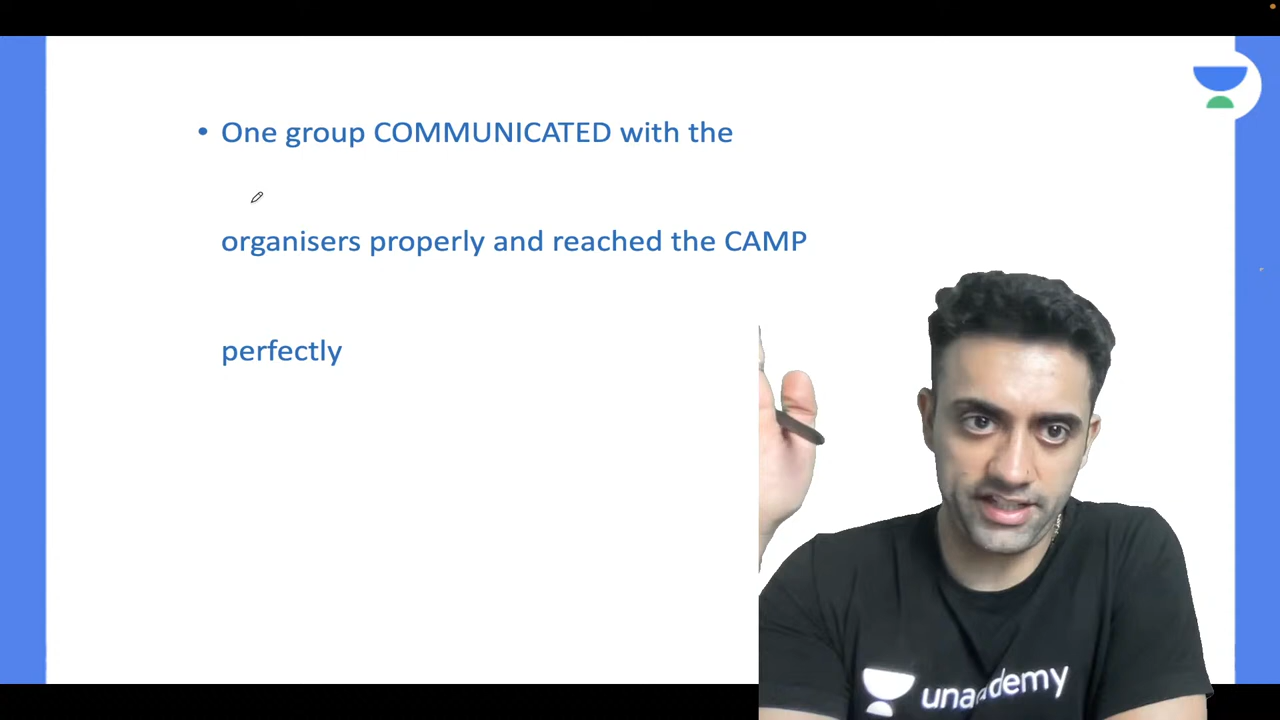 • One group COMMUNICATED with the
organisers properly and reached the CAMP
perfectly
unacademy